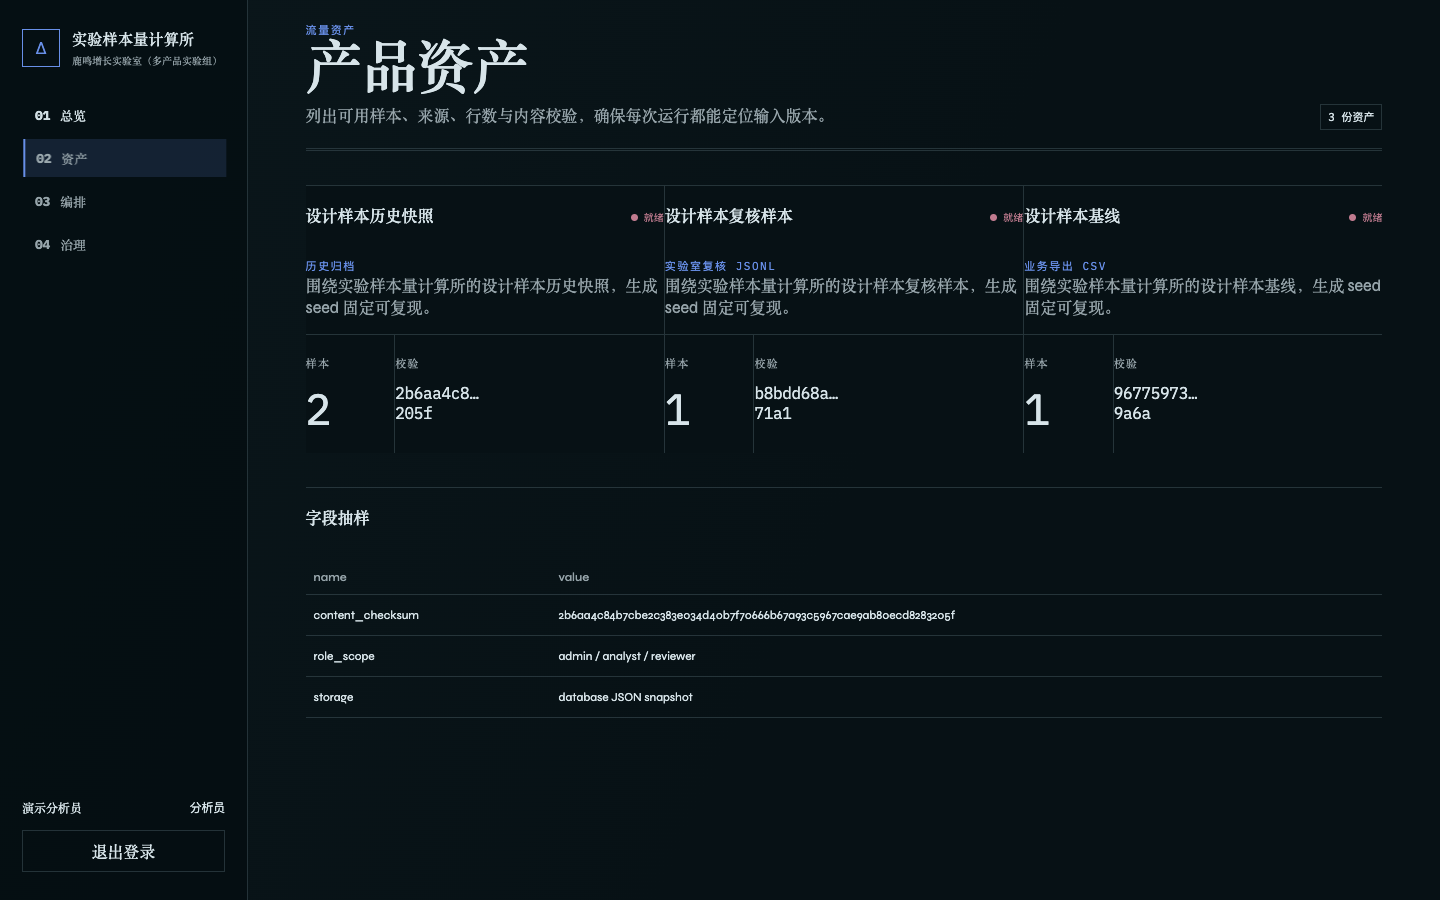 Δ
实验样本量计算所
鹿鸣增长实验室（多产品实验组）
01 总览
02 资产
03 编排
04 治理
演示分析员
分析员
退出登录
流量资产
产品资产
列出可用样本、来源、行数与内容校验，确保每次运行都能定位输入版本。
3 份资产
设计样本历史快照
就绪
历史归档
围绕实验样本量计算所的设计样本历史快照，生成
seed 固定可复现。
样本
2
校验
2b6aa4c8…
205f
设计样本复核样本
就绪
实验室复核 JSONL
围绕实验样本量计算所的设计样本复核样本，生成
seed 固定可复现。
样本
1
校验
b8bdd68a…
71a1
设计样本基线
就绪
业务导出 CSV
围绕实验样本量计算所的设计样本基线，生成 seed
固定可复现。
样本
1
校验
96775973…
9a6a
字段抽样
name value
content_checksum 2b6aa4c84b7cbe2c383e034d40b7f70666b67a93c5967cae9ab80ecd8283205f
role_scope admin / analyst / reviewer
storage database JSON snapshot